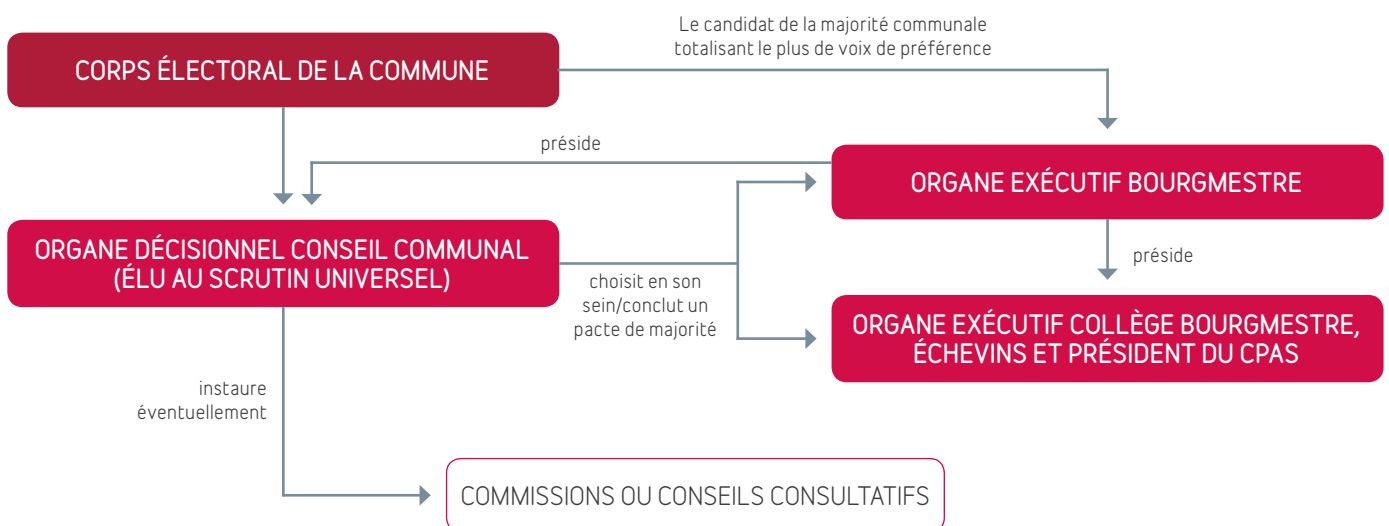 Le candidat de la majorité communale
totalisant le plus de voix de préférence
CORPS ÉLECTORAL DE LA COMMUNE
préside
ORGANE EXÉCUTIF BOURGMESTRE
ORGANE DÉCISIONNEL CONSEIL COMMUNAL
(ÉLU AU SCRUTIN UNIVERSEL)
préside
choisit en son
sein/conclut un
pacte de majorité
ORGANE EXÉCUTIF COLLÈGE BOURGMESTRE,
ÉCHEVINS ET PRÉSIDENT DU CPAS
instaure
éventuellement
COMMISSIONS OU CONSEILS CONSULTATIFS